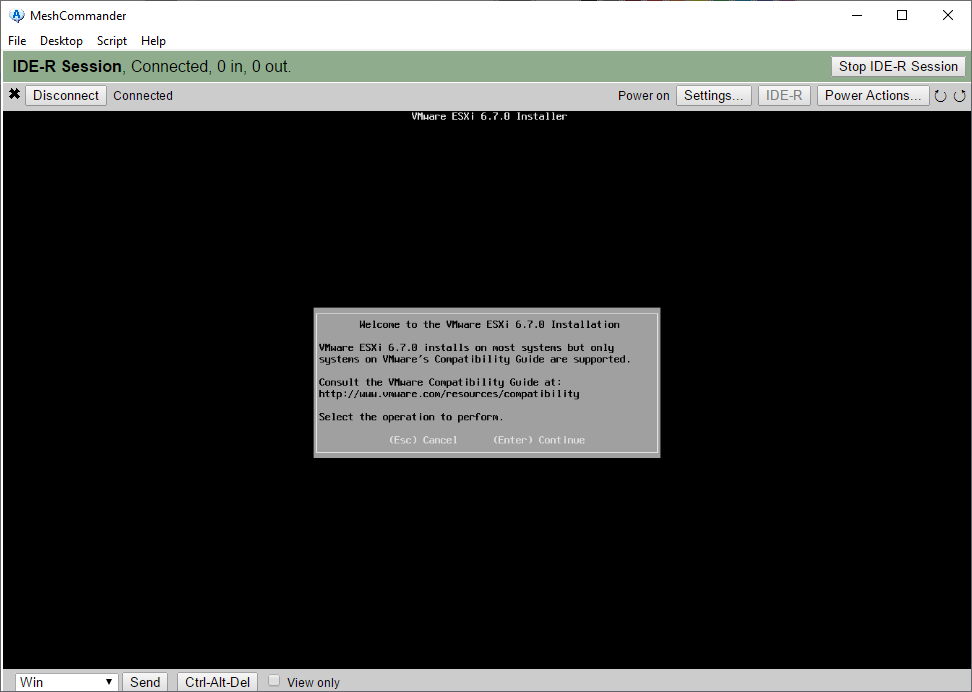 MeshCommander
File Desktop Script Help
IDE-R Session, Connected, 0 in, 0 out. Stop IDE-R Session
Disconnect Connected Power on Settings... IDE-R Power Actions...
VMware ESXi 6.7.0 Installer
Welcome to the VMware ESXi 6.7.0 Installation
VMware ESXi 6.7.0 installs on most systems but only
systems on VMware's Compatibility Guide are supported.
Consult the VMware Compatibility Guide at:
http://www.vmware.com/resources/compatibility
Select the operation to perform.
(Esc) Cancel (Enter) Continue
Win Send Ctrl-Alt-Del View only